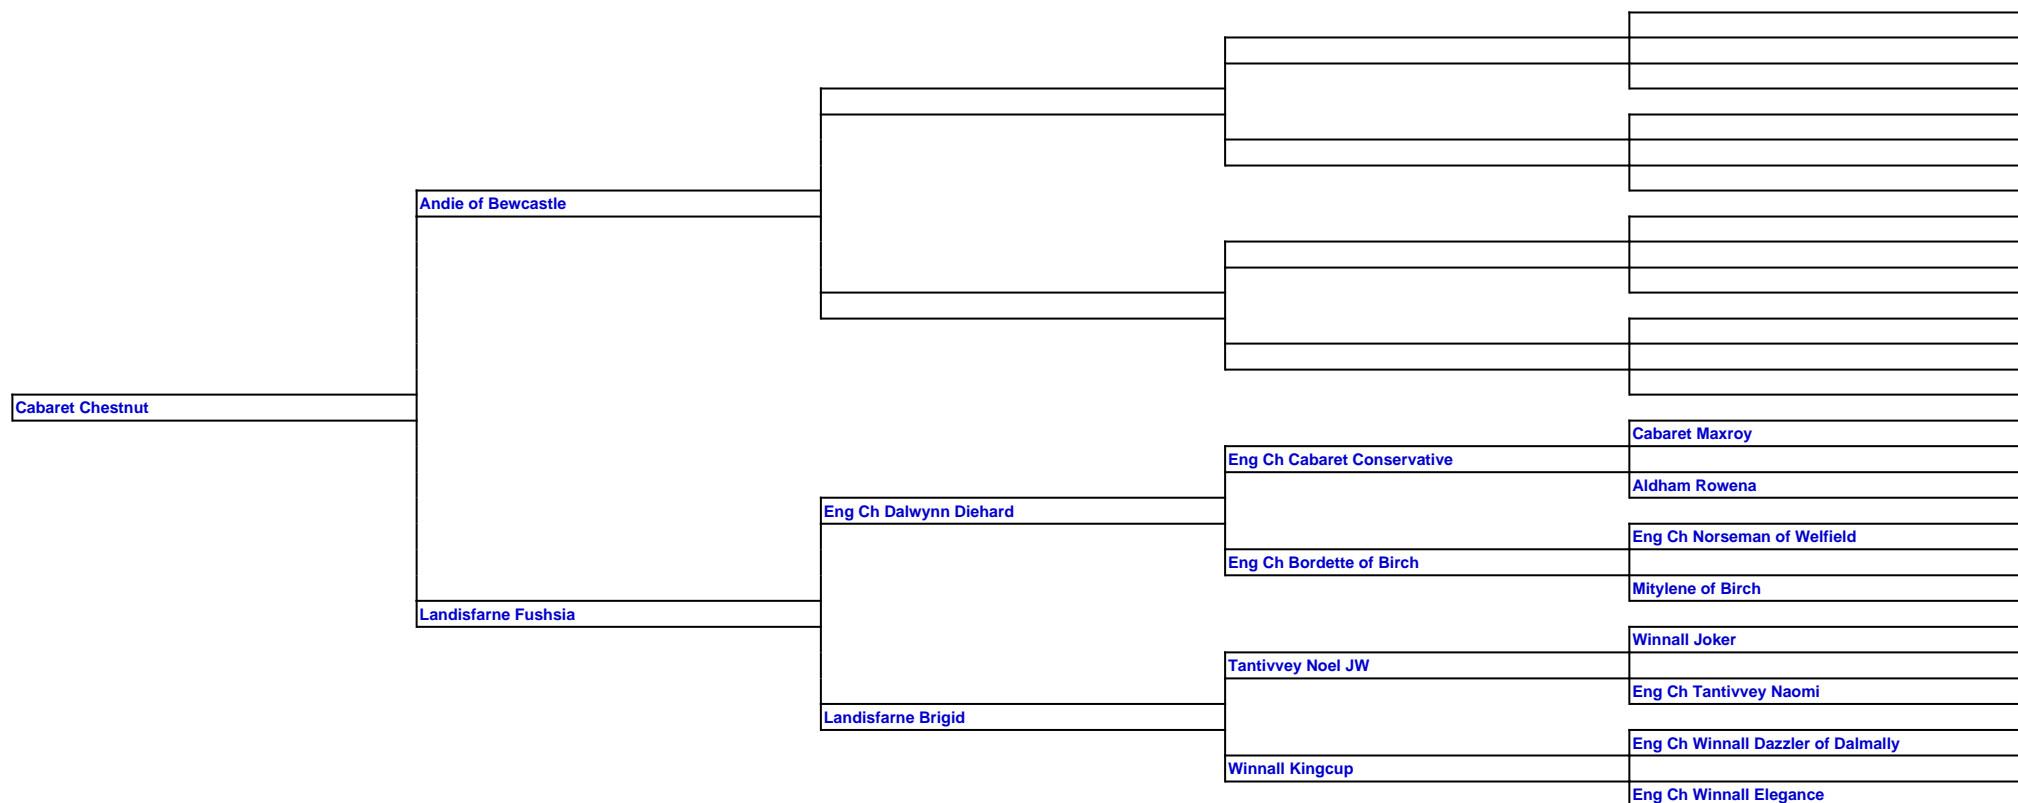 Andie of Bewcastle
Cabaret Chestnut
Cabaret Maxroy
Eng Ch Cabaret Conservative
Aldham Rowena
Eng Ch Dalwynn Diehard
Eng Ch Norseman of Welfield
Eng Ch Bordette of Birch
Mitylene of Birch
Landisfarne Fushsia
Winnall Joker
Tantivvey Noel JW
Eng Ch Tantivvey Naomi
Landisfarne Brigid
Eng Ch Winnall Dazzler of Dalmally
Winnall Kingcup
Eng Ch Winnall Elegance